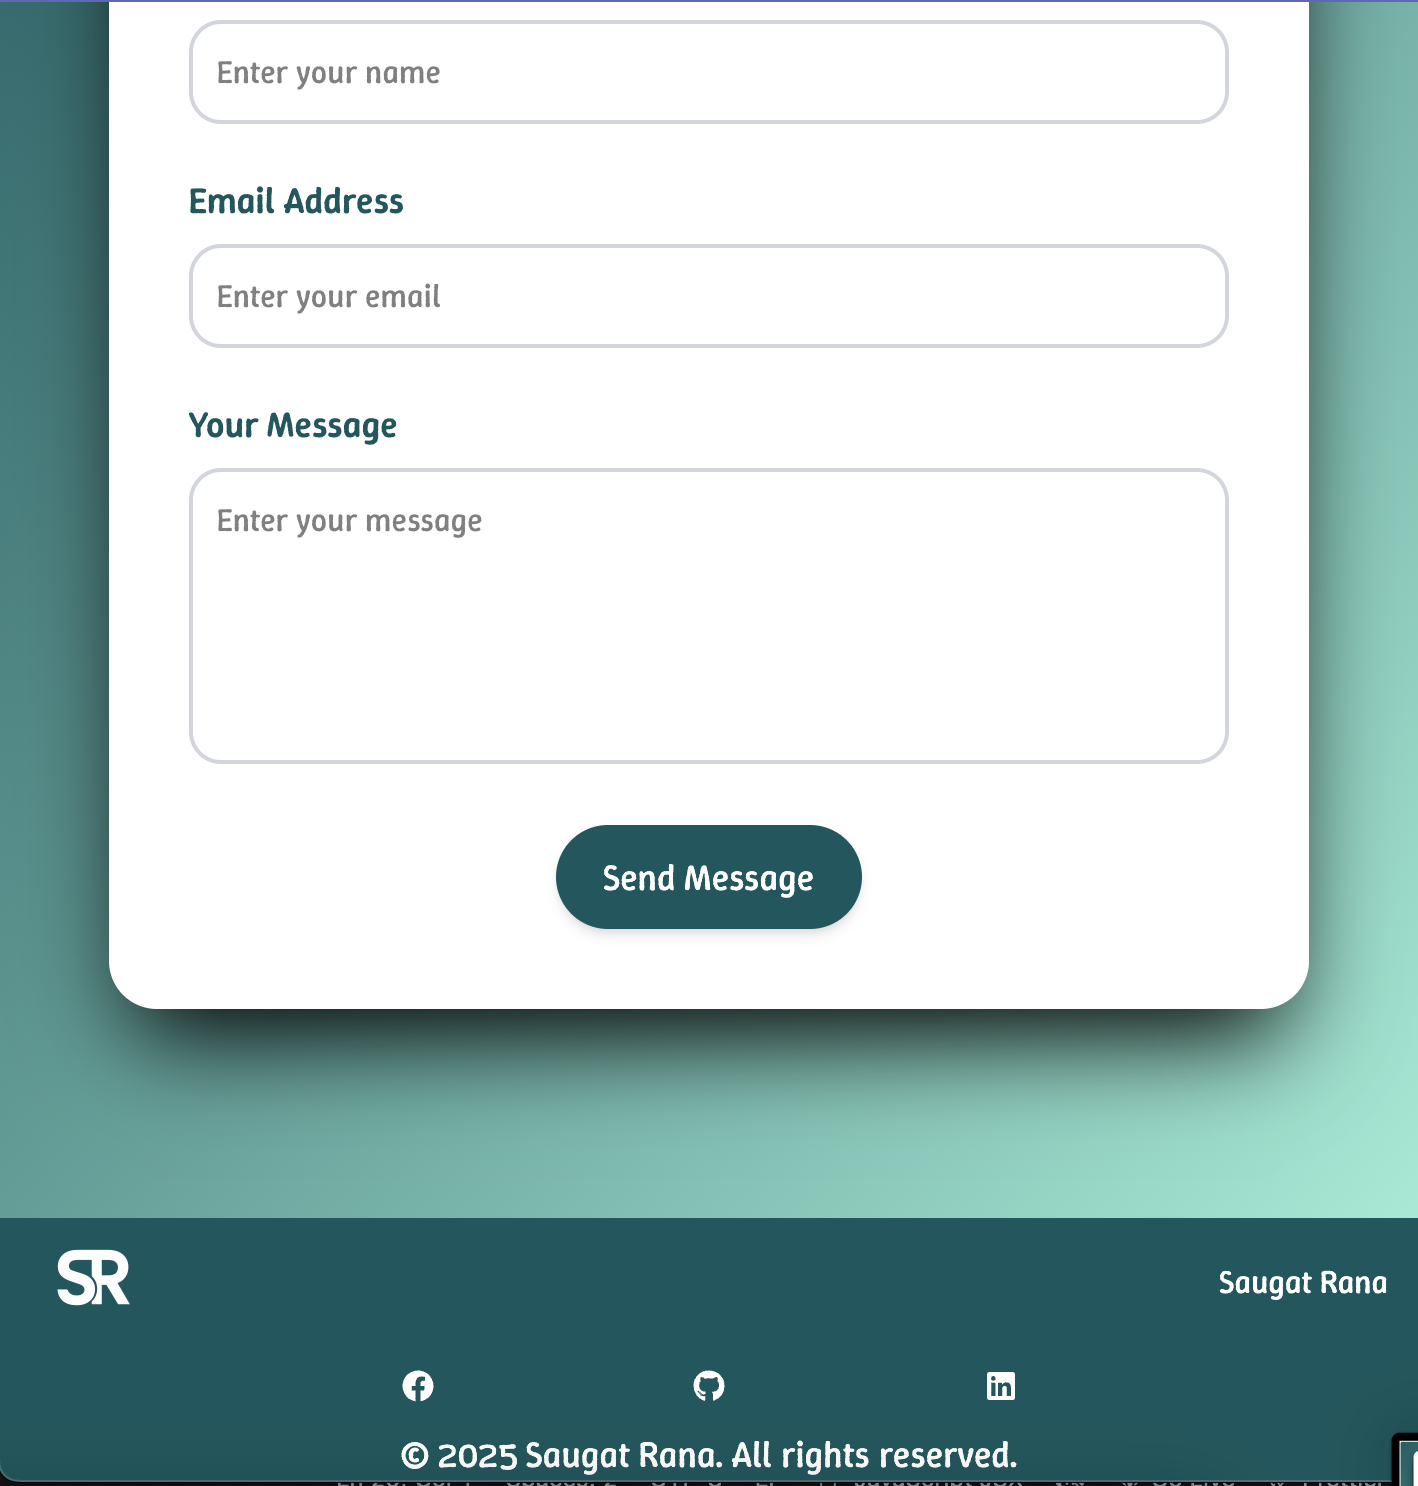 Enter your name
Email Address
Enter your email
Your Message
Enter your message
Send Message
SR
Saugat Rana
© 2025 Saugat Rana. All rights reserved.